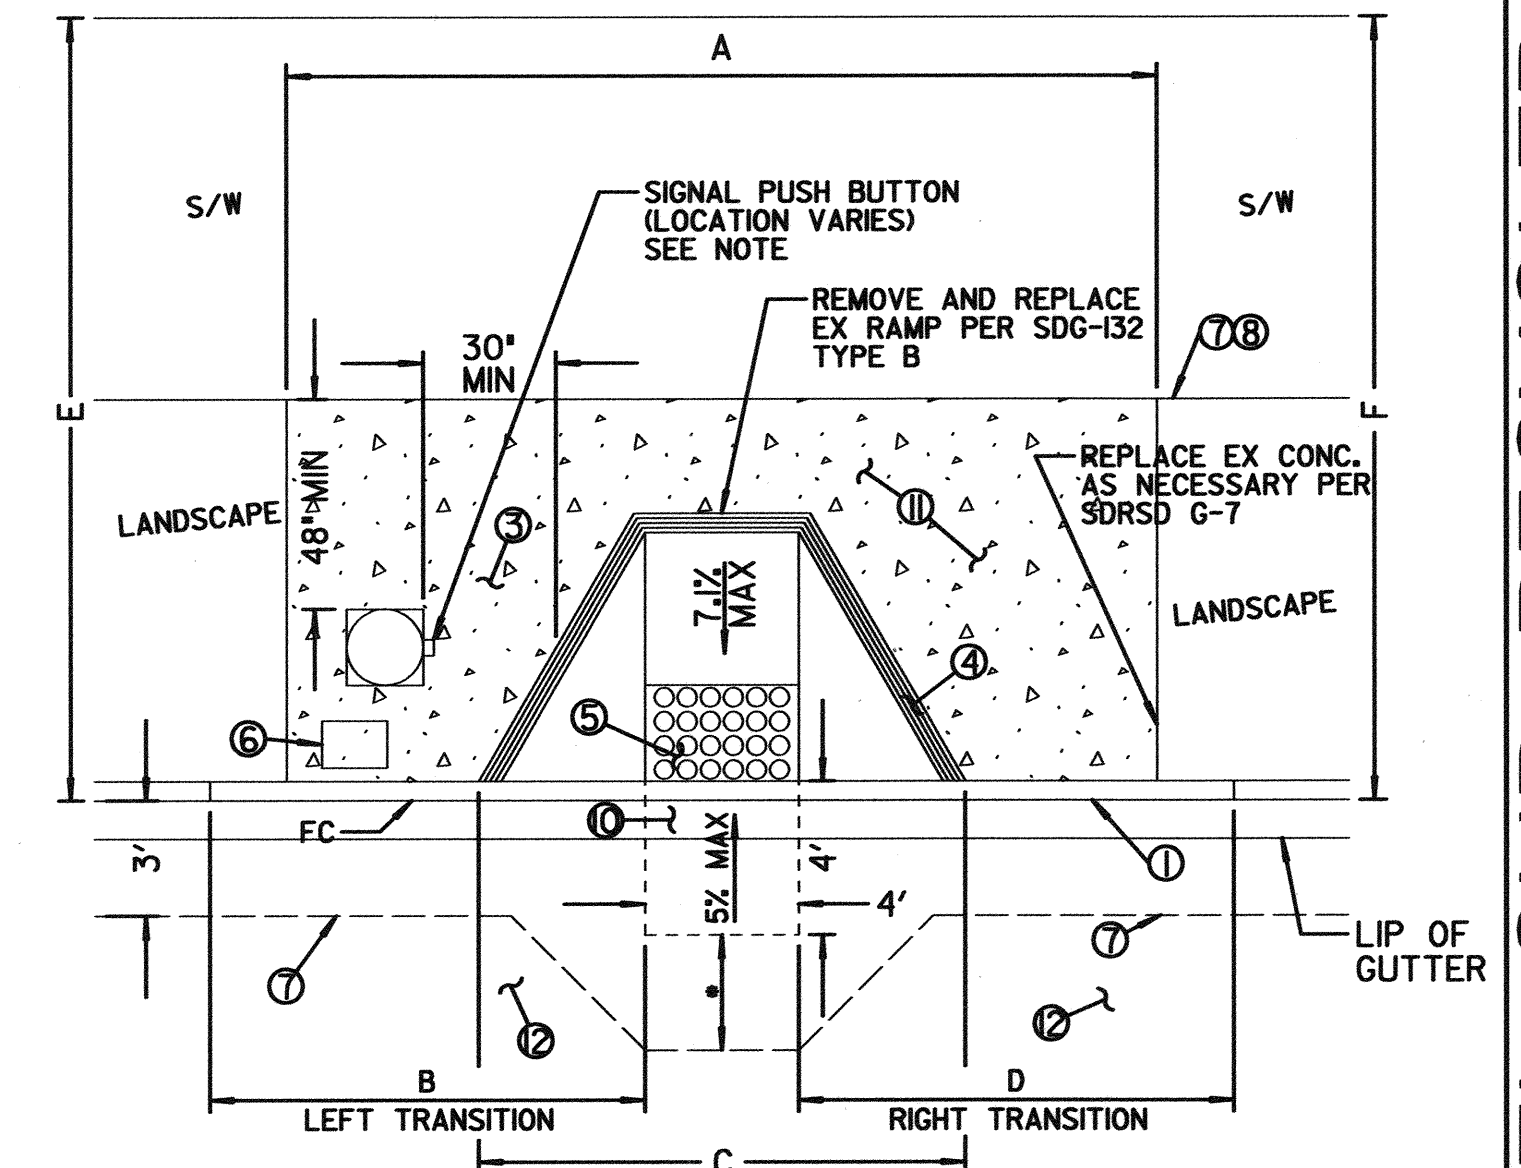 A
S/W
S/W
SIGNAL PUSH BUTTON
(LOCATION VARIES)
SEE NOTE
REMOVE AND REPLACE
EX RAMP PER SDG-132
TYPE B
30"
MIN
7 8
E
F
48" MIN
LANDSCAPE
3
11
REPLACE EX CONC.
AS NECESSARY PER
SDRSD G-7
7.1%
MAX
LANDSCAPE
4
5
6
FC
10
5% MAX
4'
3'
1
4'
7
7
LIP OF
GUTTER
*
12
12
B
LEFT TRANSITION
D
RIGHT TRANSITION
C